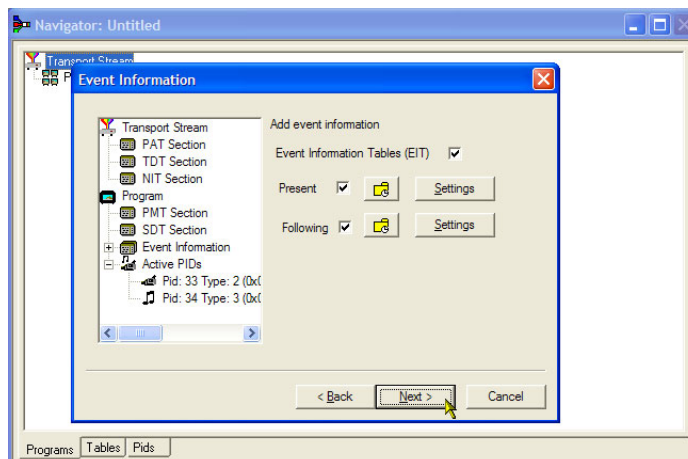 Navigator: Untitled
Transport Stream
P
Event Information
Transport Stream
PAT Section
TDT Section
NIT Section
Program
PMT Section
SDT Section
Event Information
Active PIDs
Pid: 33 Type: 2 (0x(
Pid: 34 Type: 3 (0x(
Add event information
Event Information Tables (EIT)
Present Settings
Following Settings
< Back Next > Cancel
Programs Tables Pids